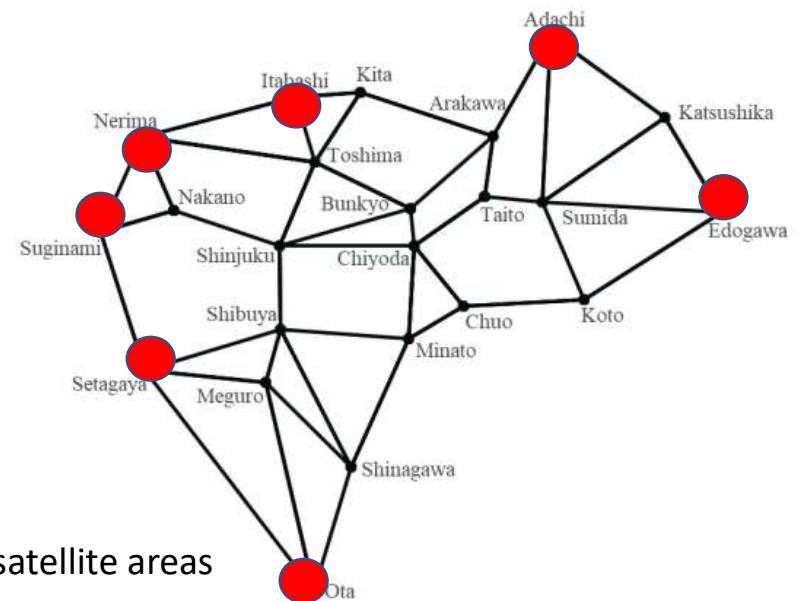 Adachi
Itabashi
Kita
Arakawa
Katsushika
Nerima
Toshima
Nakano
Bunkyo
Taito
Sumida
Edogawa
Suginami
Shinjuku
Chiyoda
Shibuya
Chuo
Koto
Minato
Setagaya
Meguro
Shinagawa
satellite areas
Ota